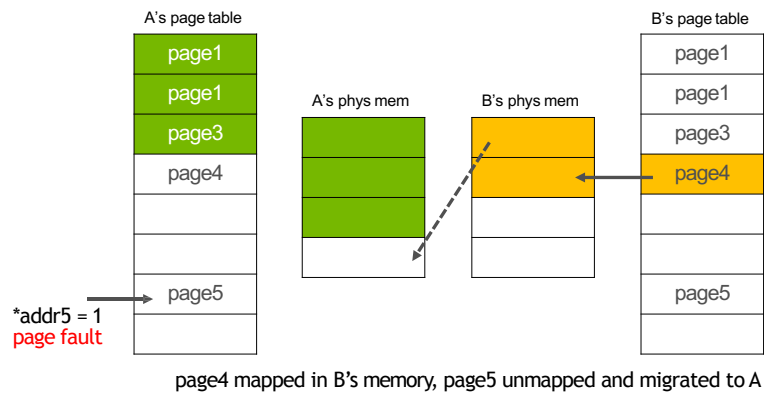 A's page table
page1
page1
page3
page4
page5
*addr5 = 1
page fault
A's phys mem
B's phys mem
B's page table
page1
page1
page3
page4
page5
page4 mapped in B's memory, page5 unmapped and migrated to A